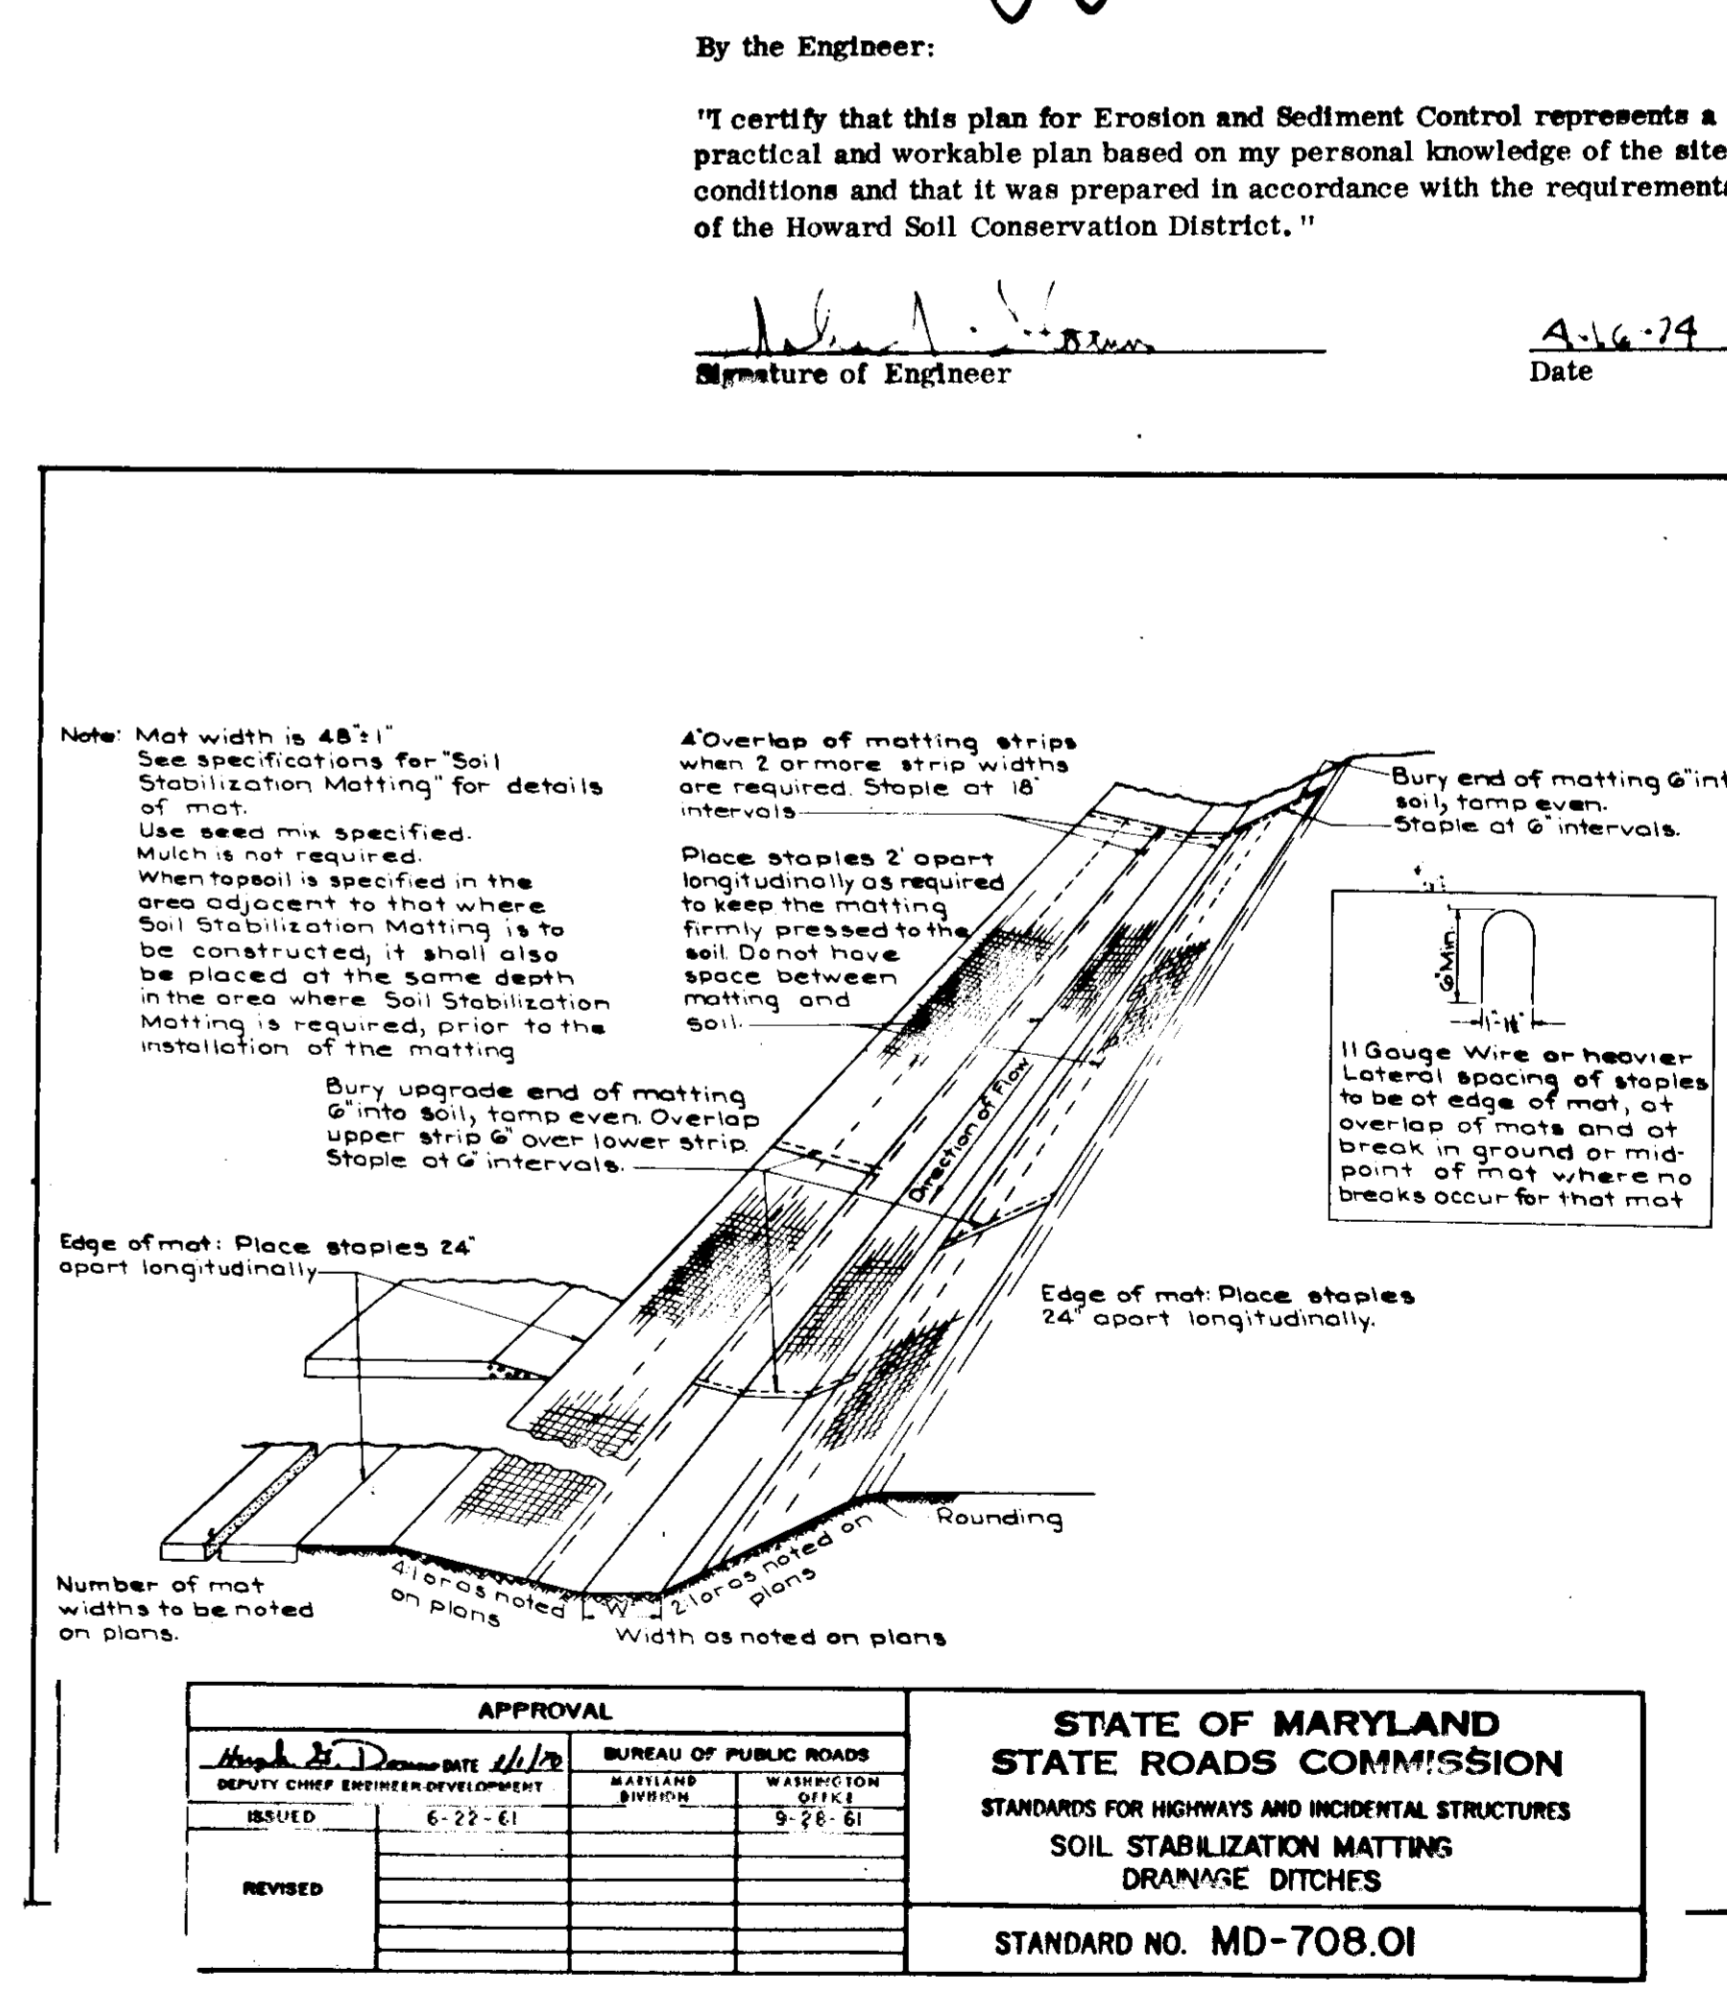 By the Engineer:
"I certify that this plan for Erosion and Sediment Control represents a
practical and workable plan based on my personal knowledge of the site
conditions and that it was prepared in accordance with the requirements
of the Howard Soil Conservation District."
Signature of Engineer
Date
Note: Mat width is 48"±1"
See specifications for "Soil
Stabilization Matting" for details
of mat.
Use seed mix specified.
Mulch is not required.
When topsoil is specified in the
area adjacent to that where
Soil Stabilization Matting is to
be constructed, it shall also
be placed at the same depth
in the area where Soil Stabilization
Matting is required, prior to the
installation of the matting
4" Overlap of matting strips
when 2 or more strip widths
are required. Staple at 18"
intervals
Place staples 2' apart
longitudinally as required
to keep the matting
firmly pressed to the
soil. Do not have
space between
matting and
soil.
Bury end of matting 6" int
soil, tamp even.
Staple at 6" intervals.
6" Min.
11 Gauge Wire or heavier
Lateral spacing of staples
to be at edge of mat, at
overlap of mats and at
break in ground or mid-
point of mat where no
breaks occur for that mat
Bury upgrade end of matting
6" into soil, tamp even. Overlap
upper strip 6" over lower strip.
Staple at 6" intervals.
Direction of Flow
Edge of mat: Place staples 24"
apart longitudinally
Edge of mat: Place staples
24" apart longitudinally.
Rounding
Number of mat
widths to be noted
on plans.
4:1 or as noted
on plans
W
2:1 or as noted on
plans
Width as noted on plans
APPROVAL
DATE
DEPUTY CHIEF ENGINEER-DEVELOPMENT
BUREAU OF PUBLIC ROADS
MARYLAND
DIVISION
WASHINGTON
OFFICE
ISSUED 6-22-61 9-28-61
REVISED
STATE OF MARYLAND
STATE ROADS COMMISSION
STANDARDS FOR HIGHWAYS AND INCIDENTAL STRUCTURES
SOIL STABILIZATION MATTING
DRAINAGE DITCHES
STANDARD NO. MD-708.01